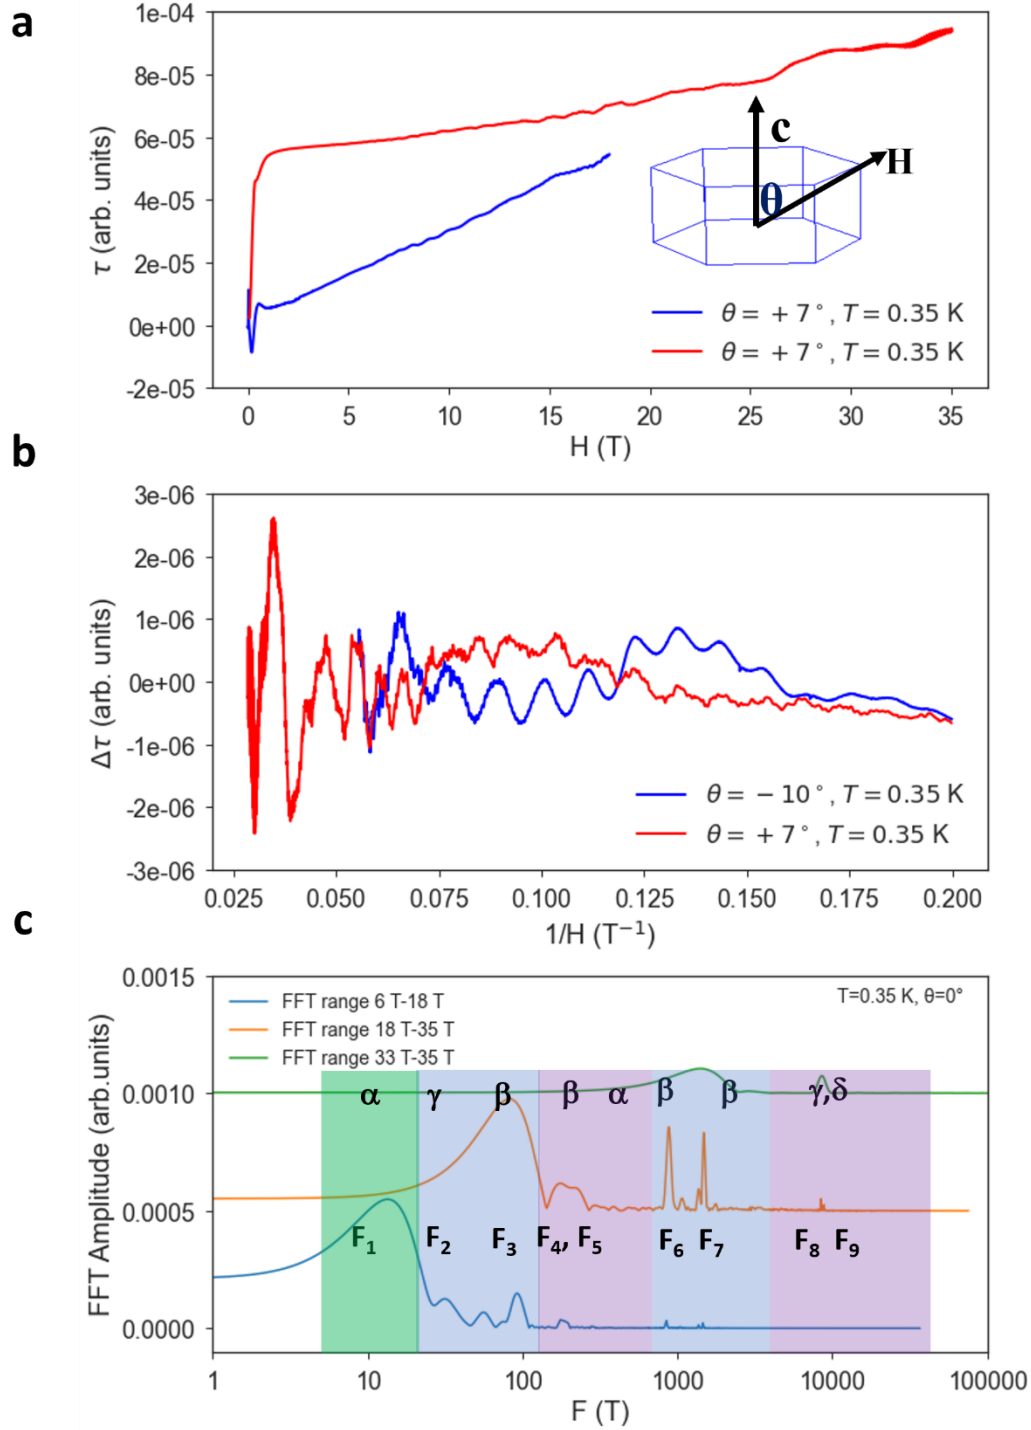 a
1e-04
8e-05
6e-05
4e-05
2e-05
0e+00
-2e-05
τ (arb. units)
c
H
θ
θ = + 7°, T = 0.35 K
θ = + 7°, T = 0.35 K
0 5 10 15 20 25 30 35
H (T)
b
3e-06
2e-06
1e-06
0e+00
-1e-06
-2e-06
-3e-06
Δτ (arb. units)
θ = − 10°, T = 0.35 K
θ = + 7°, T = 0.35 K
0.025 0.050 0.075 0.100 0.125 0.150 0.175 0.200
1/H (T⁻¹)
c
0.0015
0.0010
0.0005
0.0000
FFT Amplitude (arb.units)
FFT range 6 T-18 T
FFT range 18 T-35 T
FFT range 33 T-35 T
T=0.35 K, θ=0°
α γ β β α β β γ,δ
F₁ F₂ F₃ F₄, F₅ F₆ F₇ F₈ F₉
1 10 100 1000 10000 100000
F (T)